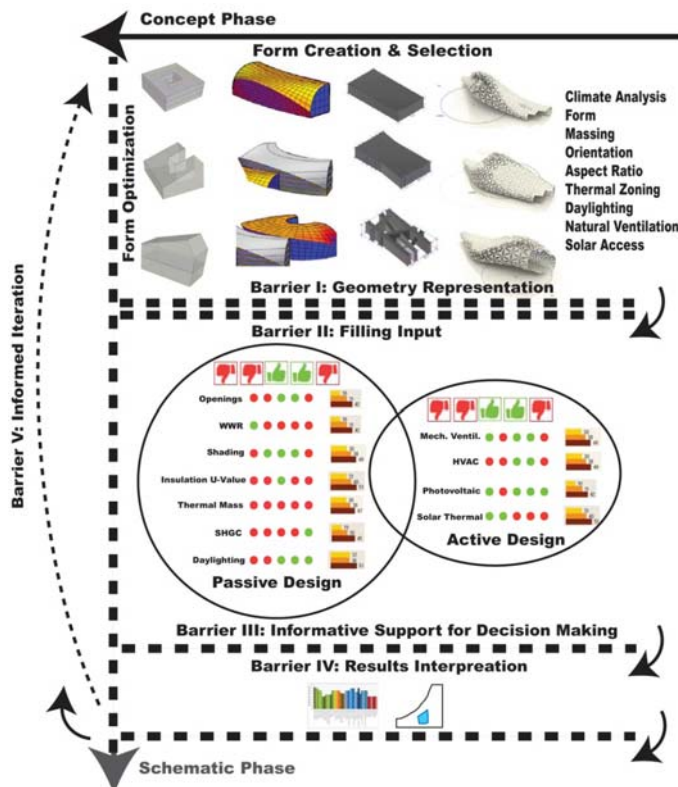 Concept Phase
Form Creation & Selection
Form Optimization
Climate Analysis
Form
Massing
Orientation
Aspect Ratio
Thermal Zoning
Daylighting
Natural Ventilation
Solar Access
Barrier I: Geometry Representation
Barrier II: Filling Input
Barrier V: Informed Iteration
Openings
WWR
Shading
Insulation U-Value
Thermal Mass
SHGC
Daylighting
Passive Design
Mech. Ventil.
HVAC
Photovoltaic
Solar Thermal
Active Design
Barrier III: Informative Support for Decision Making
Barrier IV: Results Interpreation
Schematic Phase